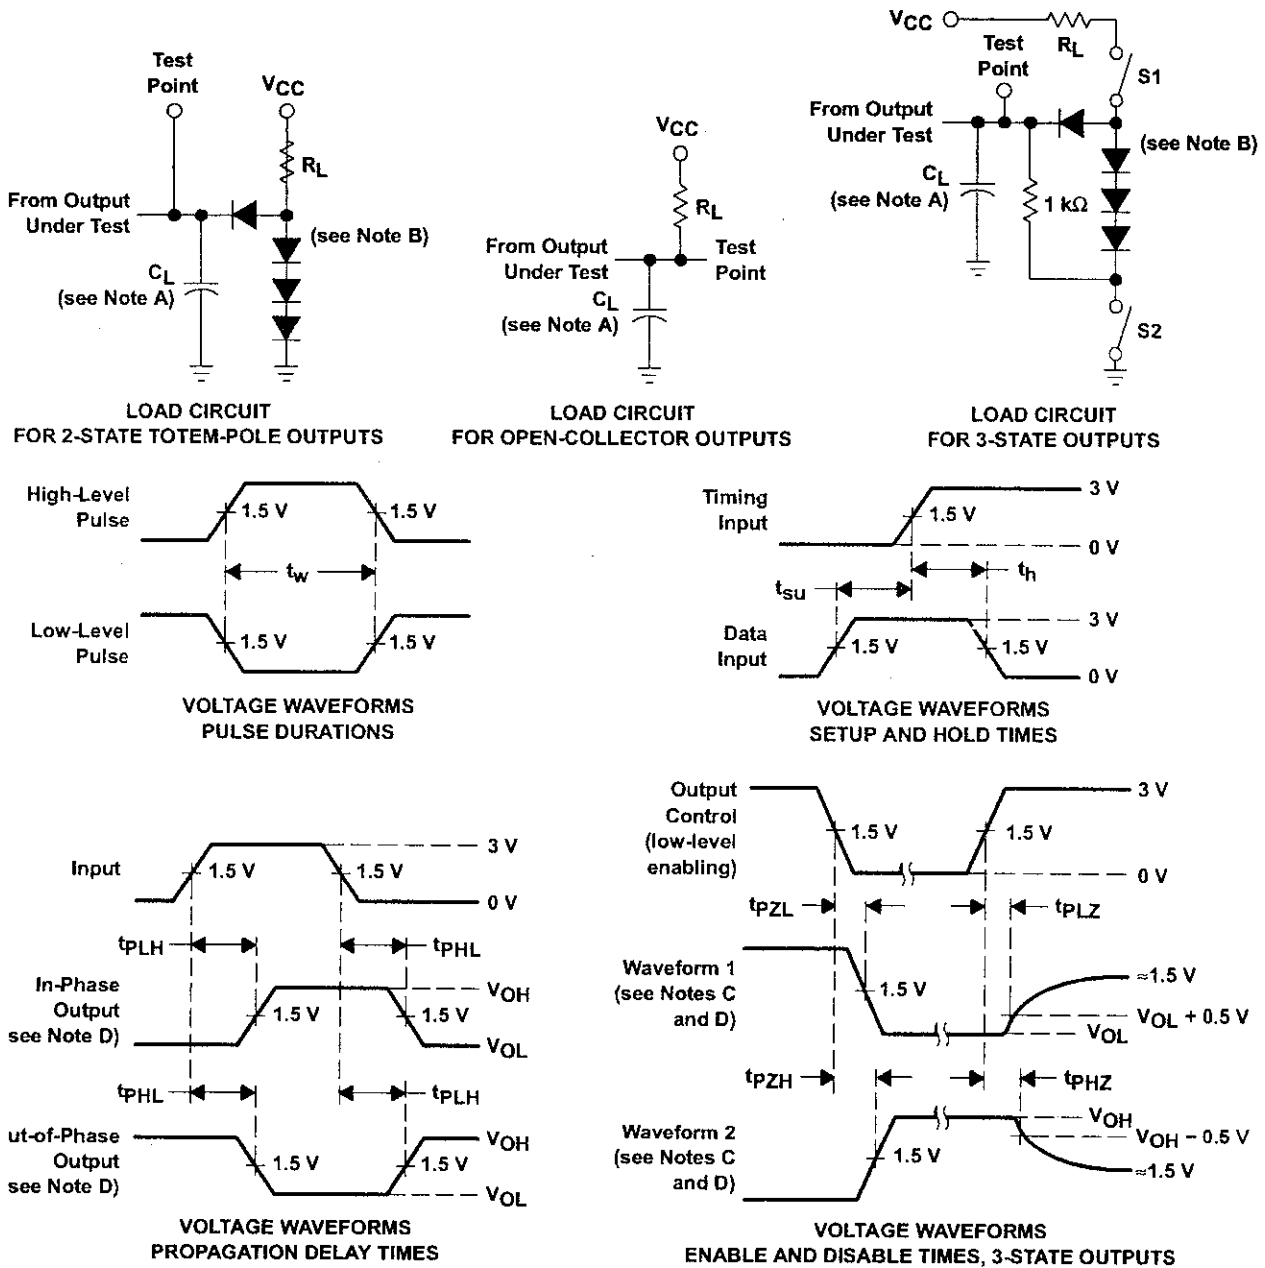 Test
Point
VCC
RL
From Output
Under Test
(see Note B)
CL
(see Note A)
LOAD CIRCUIT
FOR 2-STATE TOTEM-POLE OUTPUTS
VCC
RL
From Output
Under Test
Test
Point
CL
(see Note A)
LOAD CIRCUIT
FOR OPEN-COLLECTOR OUTPUTS
VCC
RL
Test
Point
S1
From Output
Under Test
(see Note B)
CL
(see Note A)
1 kΩ
S2
LOAD CIRCUIT
FOR 3-STATE OUTPUTS
High-Level
Pulse
1.5 V
1.5 V
tw
Low-Level
Pulse
1.5 V
1.5 V
VOLTAGE WAVEFORMS
PULSE DURATIONS
Timing
Input
3 V
1.5 V
0 V
th
tsu
Data
Input
3 V
1.5 V
1.5 V
0 V
VOLTAGE WAVEFORMS
SETUP AND HOLD TIMES
Input
3 V
1.5 V
1.5 V
0 V
tPLH
tPHL
In-Phase
Output
see Note D)
VOH
1.5 V
1.5 V
VOL
tPHL
tPLH
ut-of-Phase
Output
see Note D)
VOH
1.5 V
1.5 V
VOL
VOLTAGE WAVEFORMS
PROPAGATION DELAY TIMES
Output
Control
(low-level
enabling)
3 V
1.5 V
1.5 V
0 V
tPZL
tPLZ
Waveform 1
(see Notes C
and D)
≈1.5 V
1.5 V
VOL + 0.5 V
VOL
tPZH
tPHZ
Waveform 2
(see Notes C
and D)
VOH
VOH − 0.5 V
1.5 V
≈1.5 V
VOLTAGE WAVEFORMS
ENABLE AND DISABLE TIMES, 3-STATE OUTPUTS